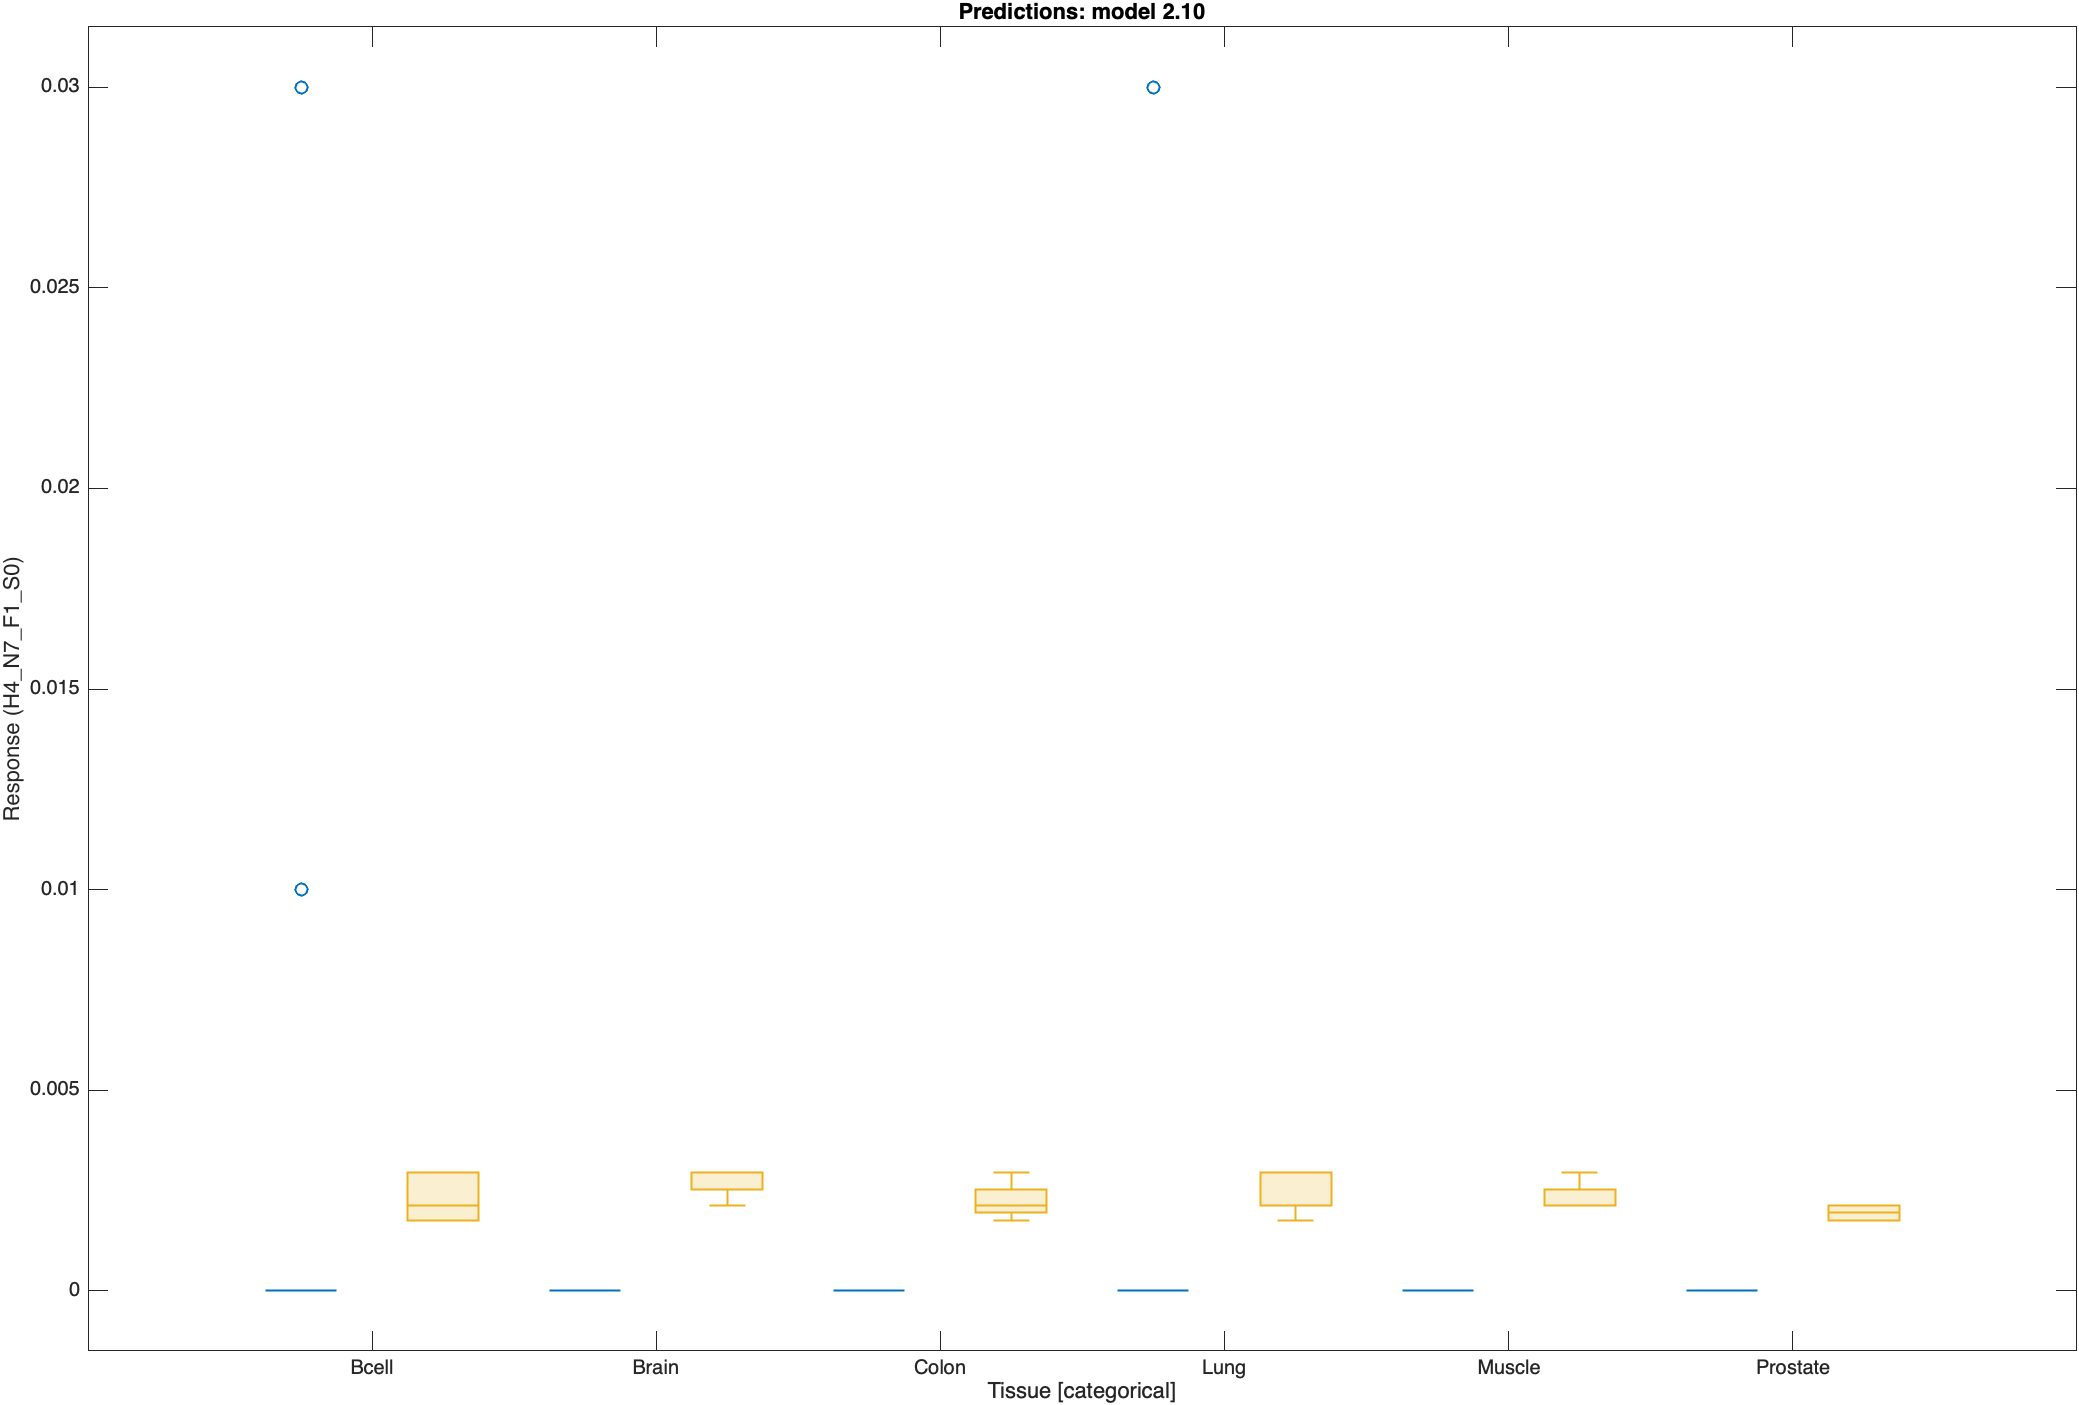 Predictions: model 2.10
0.03
0.025
0.02
0.015
0.01
0.005
0
Response (H4_N7_F1_S0)
Bcell Brain Colon Lung Muscle Prostate
Tissue [categorical]